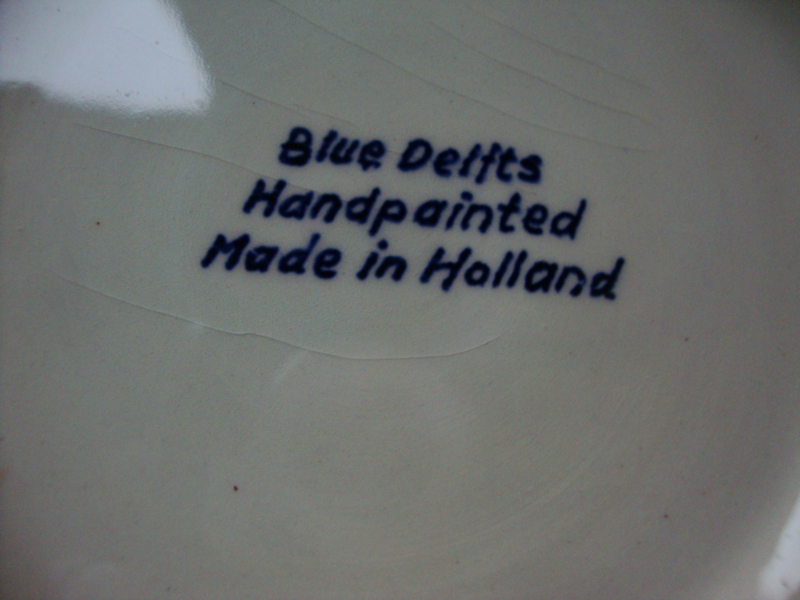 Blue Delfts
Handpainted
Made in Holland